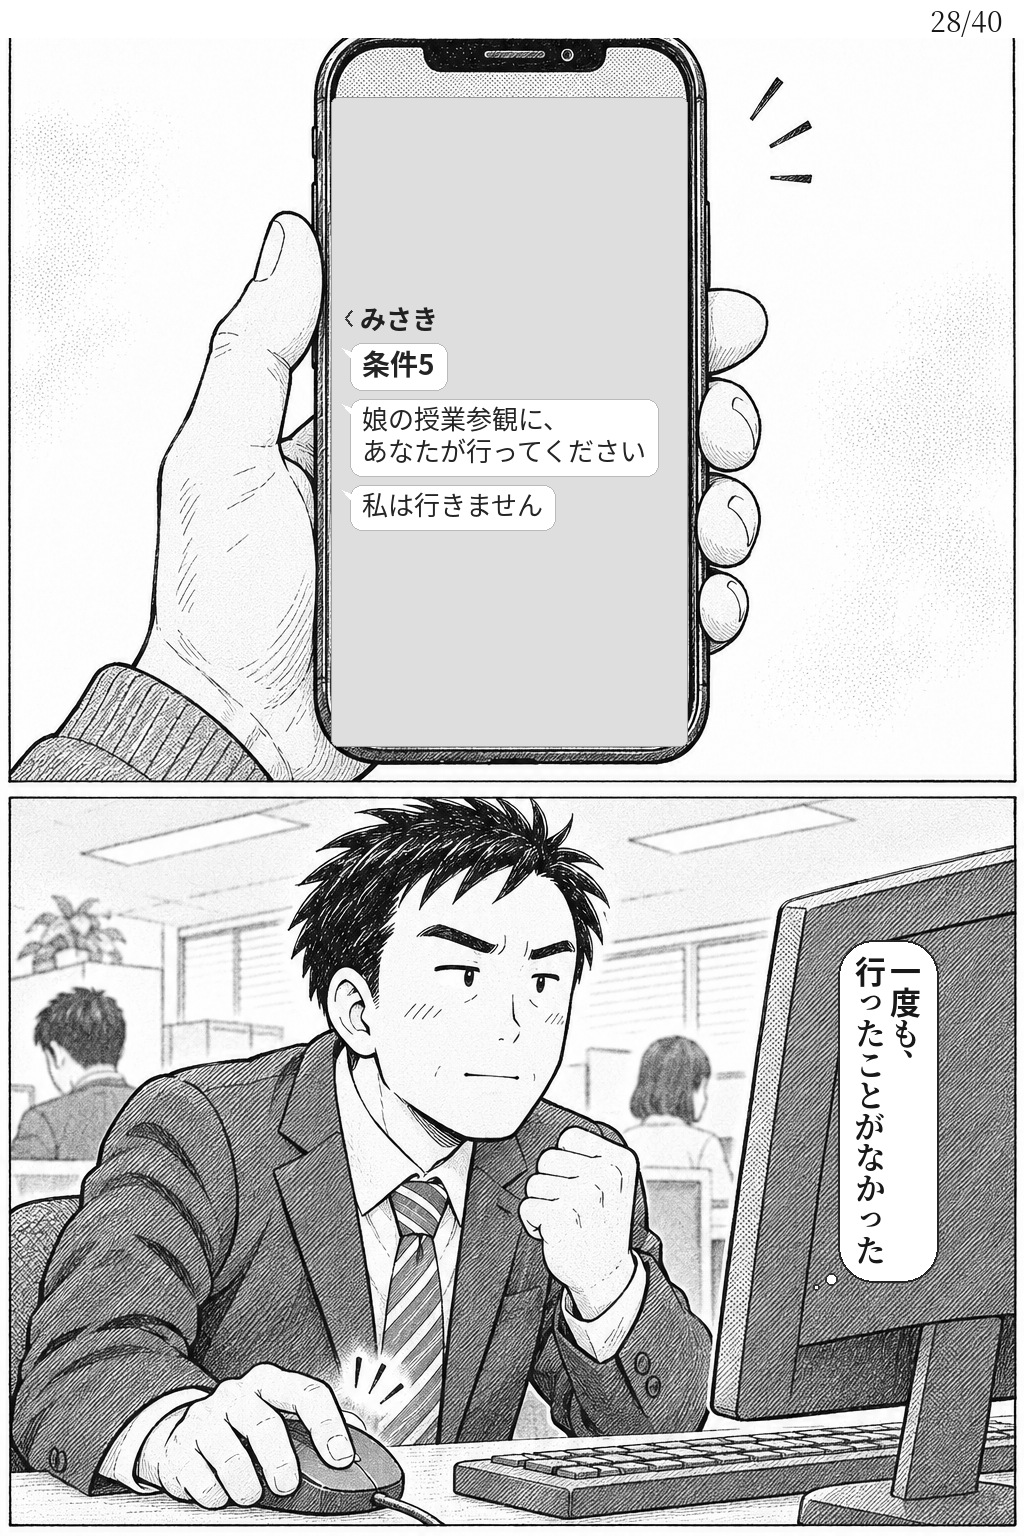 28/40
みさき
条件5
娘の授業参観に、
あなたが行ってください
私は行きません
一度も、
行ったことがなかった